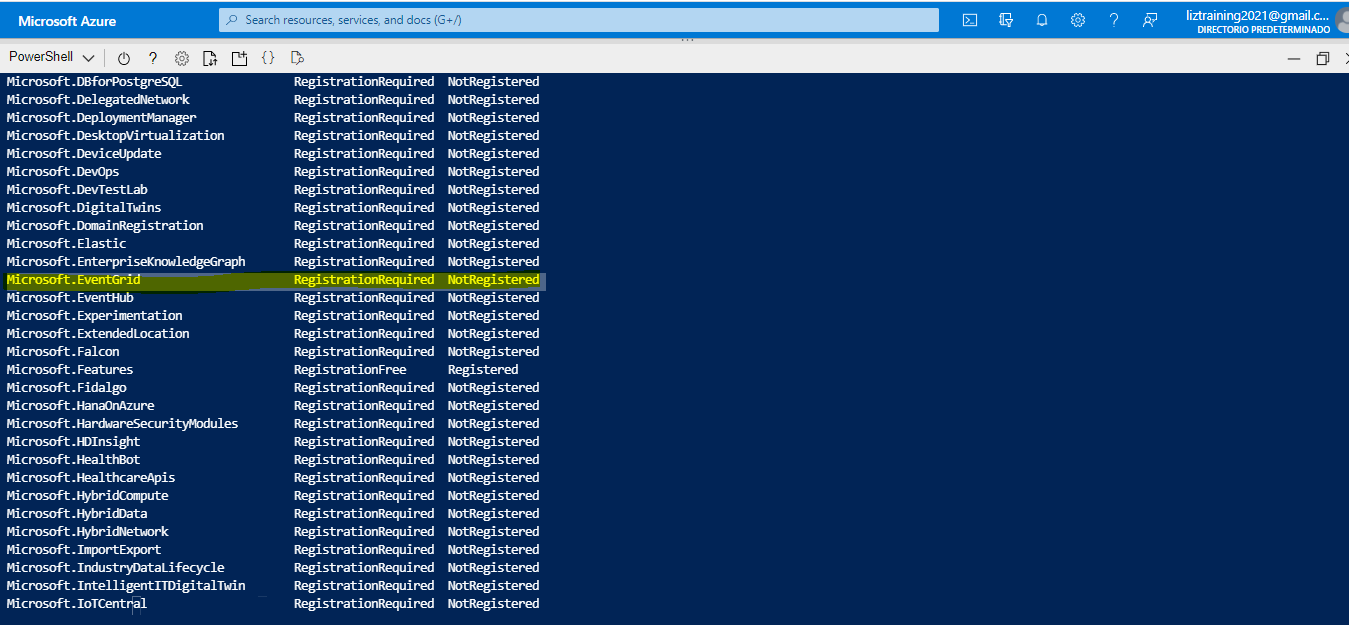 Microsoft Azure
Search resources, services, and docs (G+/)
liztraining2021@gmail.c...
DIRECTORIO PREDETERMINADO
PowerShell
Microsoft.DBforPostgreSQL RegistrationRequired NotRegistered
Microsoft.DelegatedNetwork RegistrationRequired NotRegistered
Microsoft.DeploymentManager RegistrationRequired NotRegistered
Microsoft.DesktopVirtualization RegistrationRequired NotRegistered
Microsoft.DeviceUpdate RegistrationRequired NotRegistered
Microsoft.DevOps RegistrationRequired NotRegistered
Microsoft.DevTestLab RegistrationRequired NotRegistered
Microsoft.DigitalTwins RegistrationRequired NotRegistered
Microsoft.DomainRegistration RegistrationRequired NotRegistered
Microsoft.Elastic RegistrationRequired NotRegistered
Microsoft.EnterpriseKnowledgeGraph RegistrationRequired NotRegistered
Microsoft.EventGrid RegistrationRequired NotRegistered
Microsoft.EventHub RegistrationRequired NotRegistered
Microsoft.Experimentation RegistrationRequired NotRegistered
Microsoft.ExtendedLocation RegistrationRequired NotRegistered
Microsoft.Falcon RegistrationRequired NotRegistered
Microsoft.Features RegistrationFree Registered
Microsoft.Fidalgo RegistrationRequired NotRegistered
Microsoft.HanaOnAzure RegistrationRequired NotRegistered
Microsoft.HardwareSecurityModules RegistrationRequired NotRegistered
Microsoft.HDInsight RegistrationRequired NotRegistered
Microsoft.HealthBot RegistrationRequired NotRegistered
Microsoft.HealthcareApis RegistrationRequired NotRegistered
Microsoft.HybridCompute RegistrationRequired NotRegistered
Microsoft.HybridData RegistrationRequired NotRegistered
Microsoft.HybridNetwork RegistrationRequired NotRegistered
Microsoft.ImportExport RegistrationRequired NotRegistered
Microsoft.IndustryDataLifecycle RegistrationRequired NotRegistered
Microsoft.IntelligentITDigitalTwin RegistrationRequired NotRegistered
Microsoft.IoTCentral RegistrationRequired NotRegistered